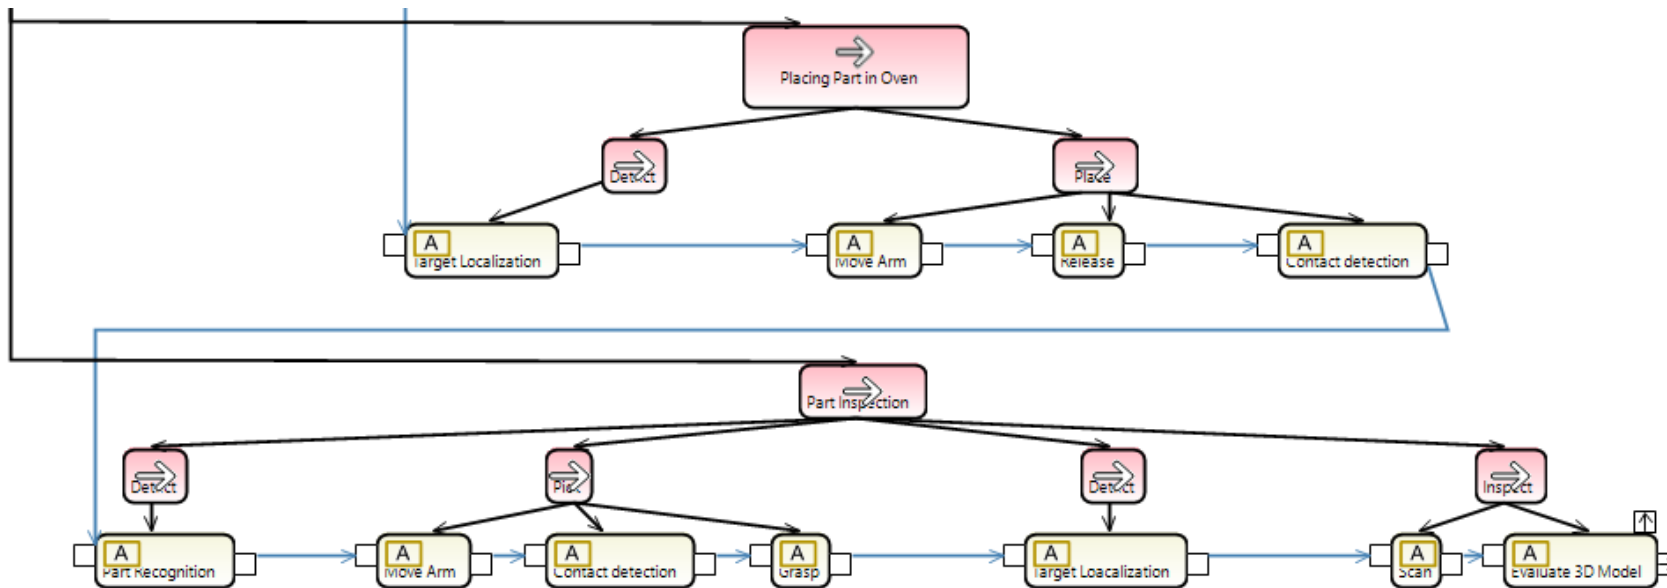 Placing Part in Oven
Detect
Place
A
Target Localization
A
Move Arm
A
Release
A
Contact detection
Part Inspection
Detect
Pick
Detect
Inspect
A
Part Recognition
A
Move Arm
A
Contact detection
A
Grasp
A
Target Loacalization
A
Scan
A
Evaluate 3D Model